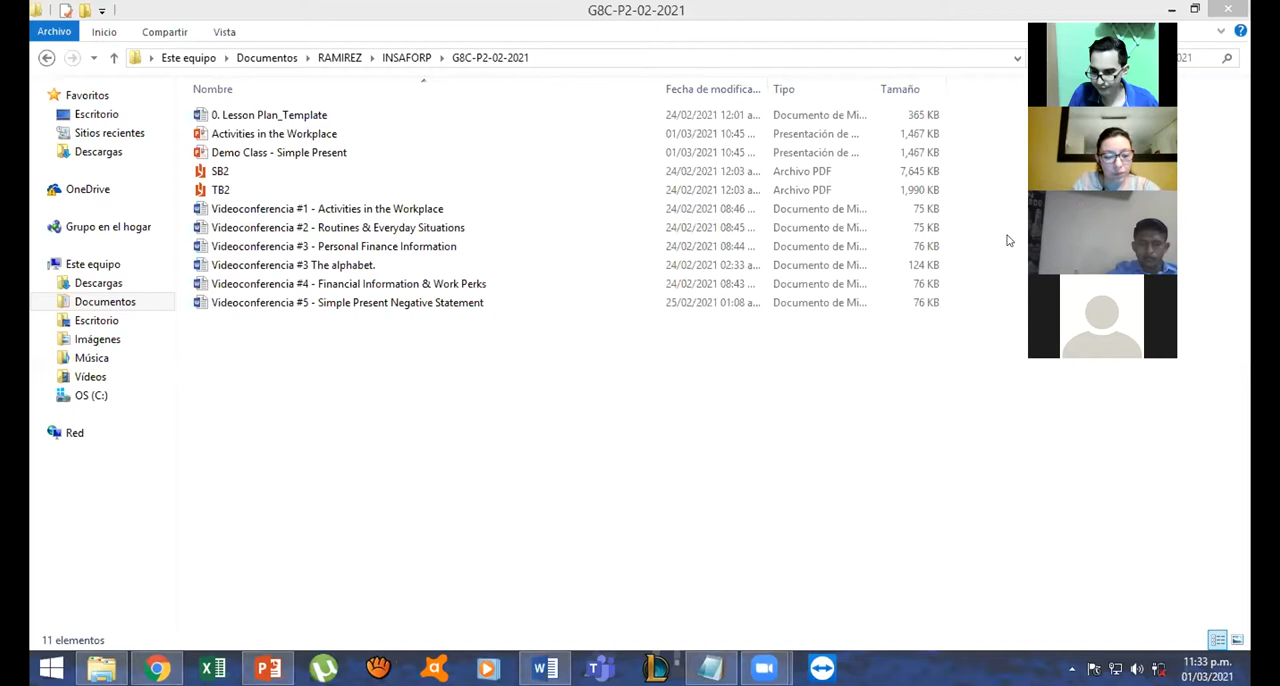 G8C-P2-02-2021
Archivo Inicio Compartir Vista
Este equipo Documentos RAMIREZ INSAFORP G8C-P2-02-2021 21
Nombre Fecha de modifica... Tipo Tamaño
Favoritos
Escritorio
Sitios recientes
Descargas
OneDrive
Grupo en el hogar
Este equipo
Descargas
Documentos
Escritorio
Imágenes
Música
Vídeos
OS (C:)
Red
0. Lesson Plan_Template 24/02/2021 12:01 a... Documento de Mi... 365 KB
Activities in the Workplace 01/03/2021 10:45 ... Presentación de ... 1,467 KB
Demo Class - Simple Present 01/03/2021 10:45 ... Presentación de ... 1,467 KB
SB2 24/02/2021 12:03 ... Archivo PDF 7,645 KB
TB2 24/02/2021 12:03 ... Archivo PDF 1,990 KB
Videoconferencia #1 - Activities in the Workplace 24/02/2021 08:46 ... Documento de Mi... 75 KB
Videoconferencia #2 - Routines & Everyday Situations 24/02/2021 08:45 ... Documento de Mi... 75 KB
Videoconferencia #3 - Personal Finance Information 24/02/2021 08:44 ... Documento de Mi... 76 KB
Videoconferencia #3 The alphabet. 24/02/2021 02:33 a... Documento de Mi... 124 KB
Videoconferencia #4 - Financial Information & Work Perks 24/02/2021 08:43 ... Documento de Mi... 76 KB
Videoconferencia #5 - Simple Present Negative Statement 25/02/2021 01:08 a... Documento de Mi... 76 KB
11 elementos
11:33 p.m.
01/03/2021